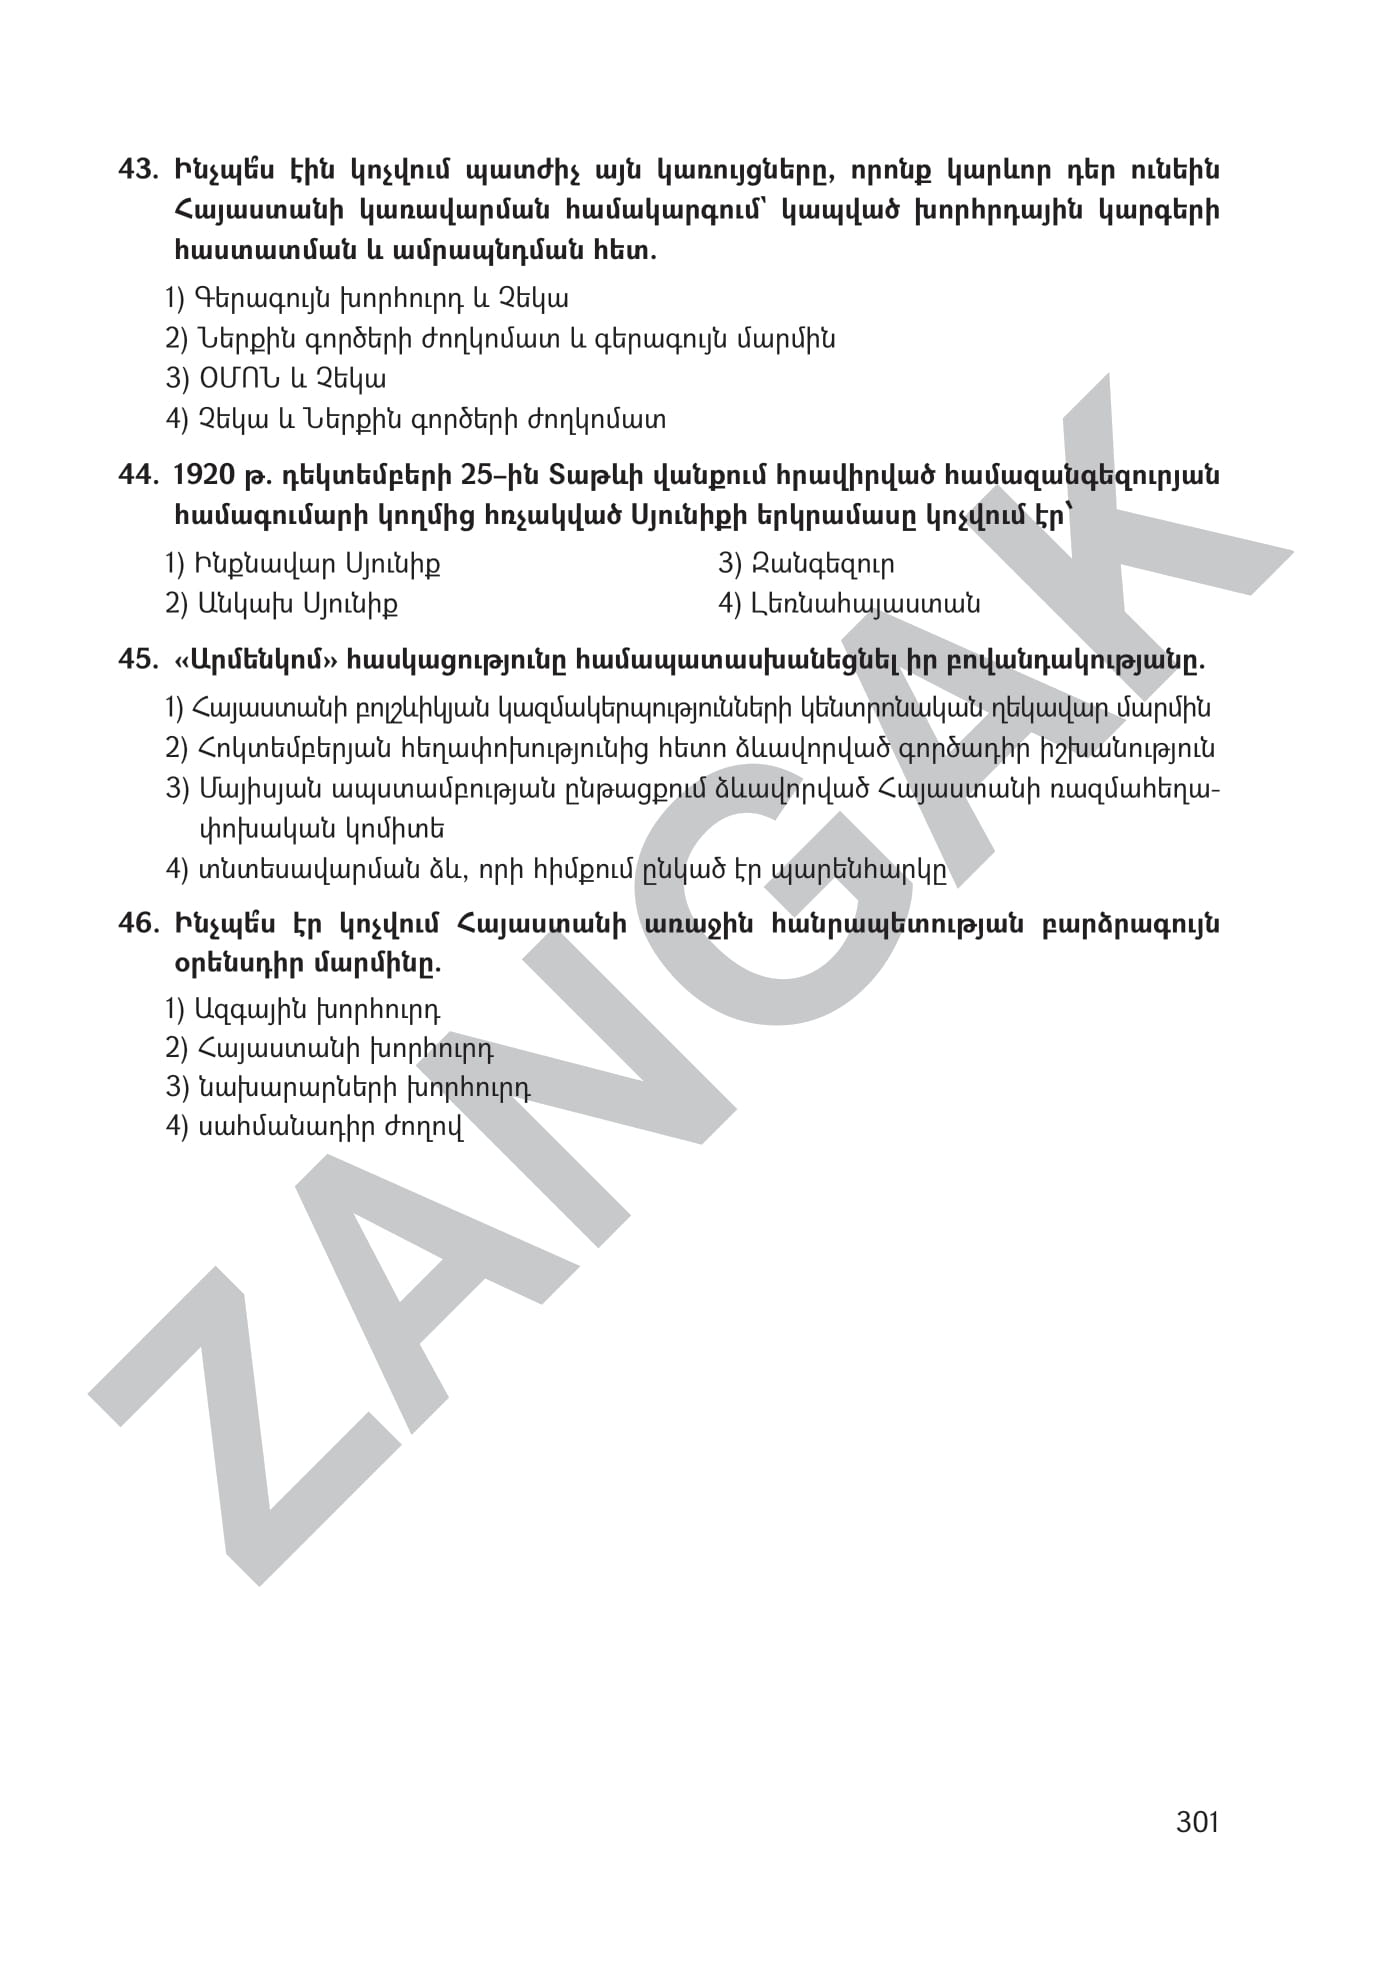 43. Ինչպե՞ս էին կոչվում պատժիչ այն կառույցները, որոնք կարևոր դեր ունեին
Հայաստանի կառավարման համակարգում՝ կապված խորհրդային կարգերի
հաստատման և ամրապնդման հետ.
1) Գերագույն խորհուրդ և Չեկա
2) Ներքին գործերի ժողկոմատ և գերագույն մարմին
3) ՕՄՈՆ և Չեկա
4) Չեկա և Ներքին գործերի ժողկոմատ
44. 1920 թ. դեկտեմբերի 25–ին Տաթևի վանքում հրավիրված համազանգեզուրյան
համագումարի կողմից հռչակված Սյունիքի երկրամասը կոչվում էր՝
1) Ինքնավար Սյունիք 3) Զանգեզուր
2) Անկախ Սյունիք 4) Լեռնահայաստան
45. «Արմենկոմ» հասկացությունը համապատասխանեցնել իր բովանդակությանը.
1) Հայաստանի բոլշևիկյան կազմակերպությունների կենտրոնական ղեկավար մարմին
2) Հոկտեմբերյան հեղափոխությունից հետո ձևավորված գործադիր իշխանություն
3) Մայիսյան ապստամբության ընթացքում ձևավորված Հայաստանի ռազմահեղա-
փոխական կոմիտե
4) տնտեսավարման ձև, որի հիմքում ընկած էր պարենհարկը
46. Ինչպե՞ս էր կոչվում Հայաստանի առաջին հանրապետության բարձրագույն
օրենսդիր մարմինը.
1) Ազգային խորհուրդ
2) Հայաստանի խորհուրդ
3) նախարարների խորհուրդ
4) սահմանադիր ժողով
ZANGAK
301